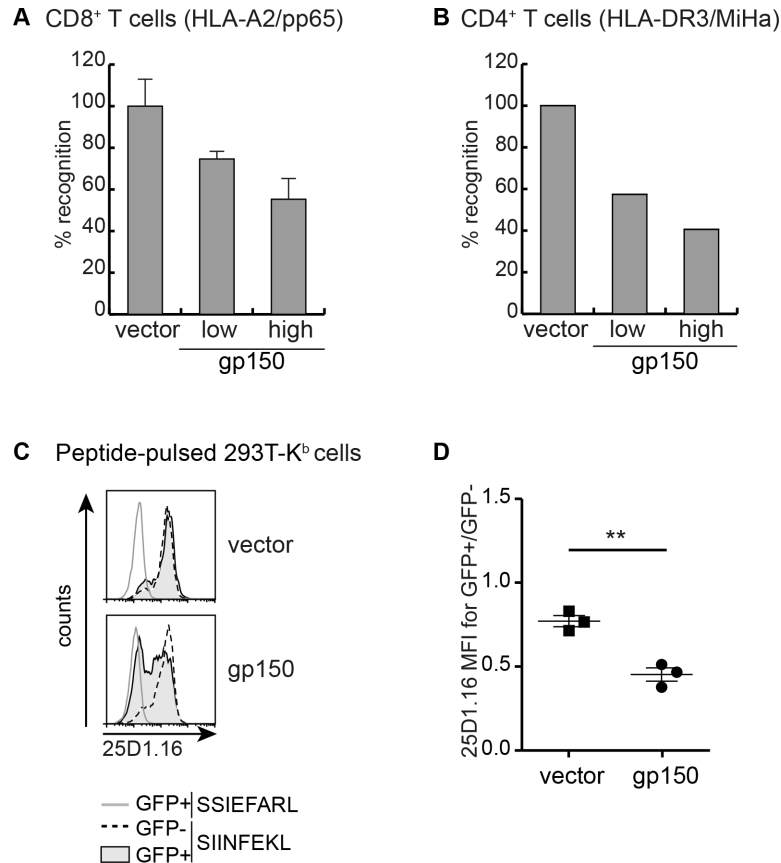 A CD8⁺ T cells (HLA-A2/pp65)
120
100
80
60
40
20
0
% recognition
vector low high
gp150
B CD4⁺ T cells (HLA-DR3/MiHa)
120
100
80
60
40
20
0
% recognition
vector low high
gp150
C Peptide-pulsed 293T-Kᵇ cells
counts
vector
gp150
25D1.16
GFP+ SSIEFARL
GFP-
SIINFEKL
GFP+
D
1.5
1.0
0.5
0.0
25D1.16 MFI for GFP+/GFP-
**
vector gp150